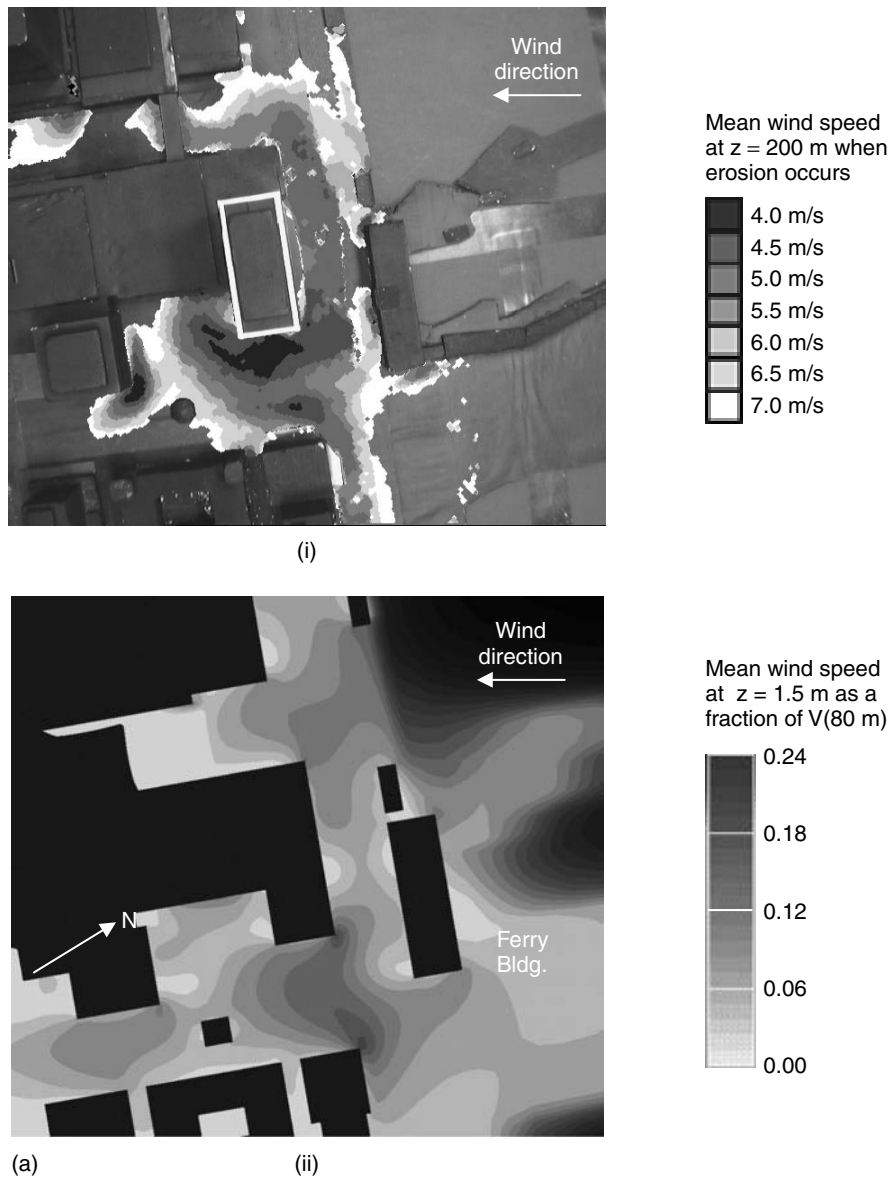 Wind
direction
Mean wind speed
at z = 200 m when
erosion occurs
4.0 m/s
4.5 m/s
5.0 m/s
5.5 m/s
6.0 m/s
6.5 m/s
7.0 m/s
(i)
Wind
direction
N
Ferry
Bldg.
Mean wind speed
at z = 1.5 m as a
fraction of V(80 m)
0.24
0.18
0.12
0.06
0.00
(a)
(ii)